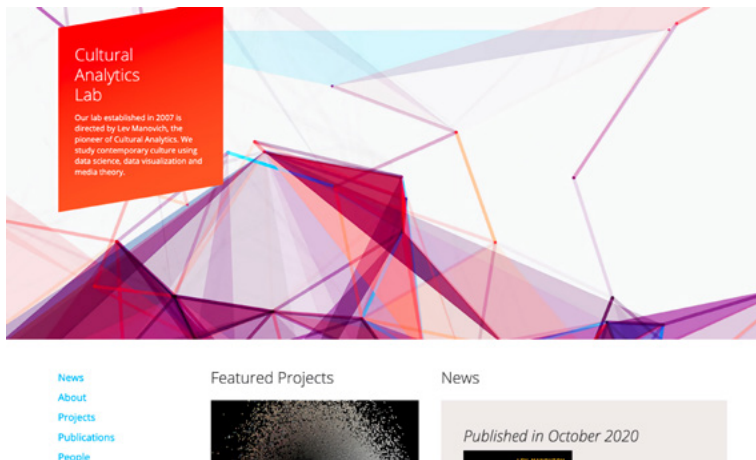 Cultural
Analytics
Lab
Our lab established in 2007 is
directed by Lev Manovich, the
pioneer of Cultural Analytics. We
study contemporary culture using
data science, data visualization and
media theory.
News
About
Projects
Publications
People
Featured Projects
News
Published in October 2020
LEV MANOVICH